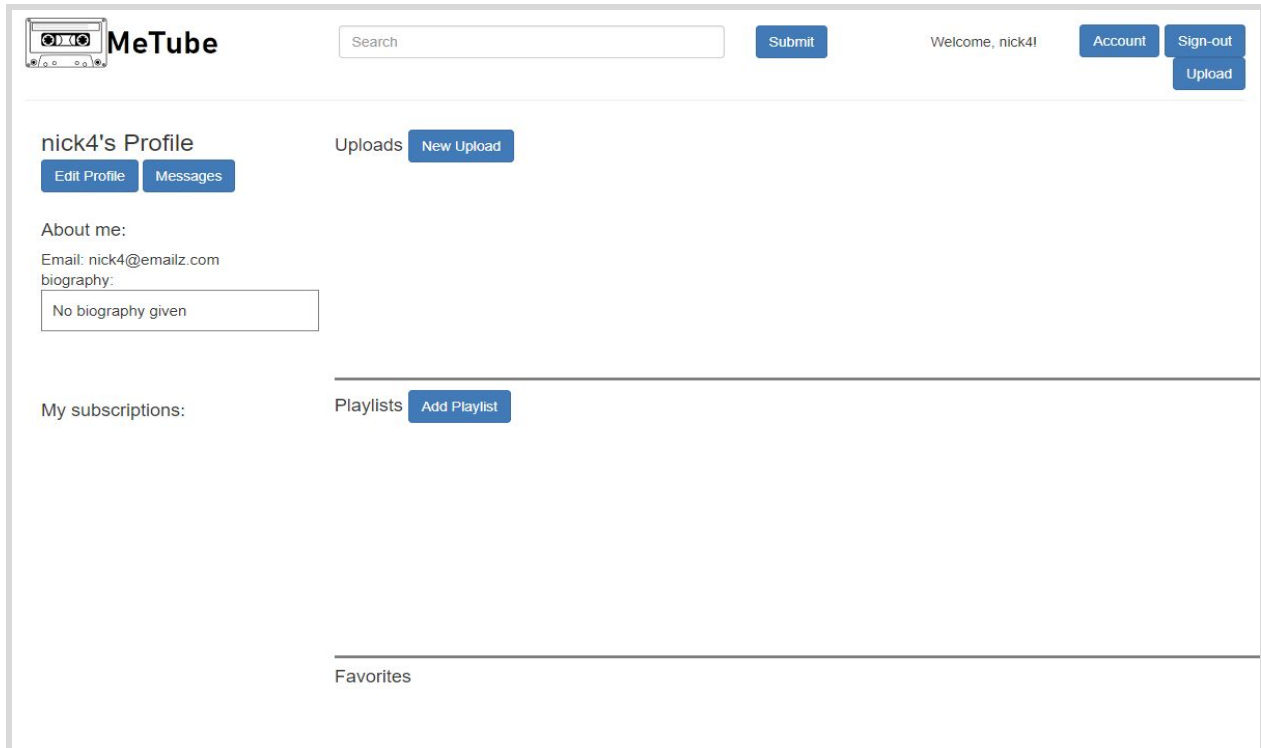 MeTube
Search
Submit
Welcome, nick4!
Account
Sign-out
Upload
nick4's Profile
Edit Profile
Messages
About me:
Email: nick4@emailz.com
biography:
No biography given
My subscriptions:
Uploads
New Upload
Playlists
Add Playlist
Favorites